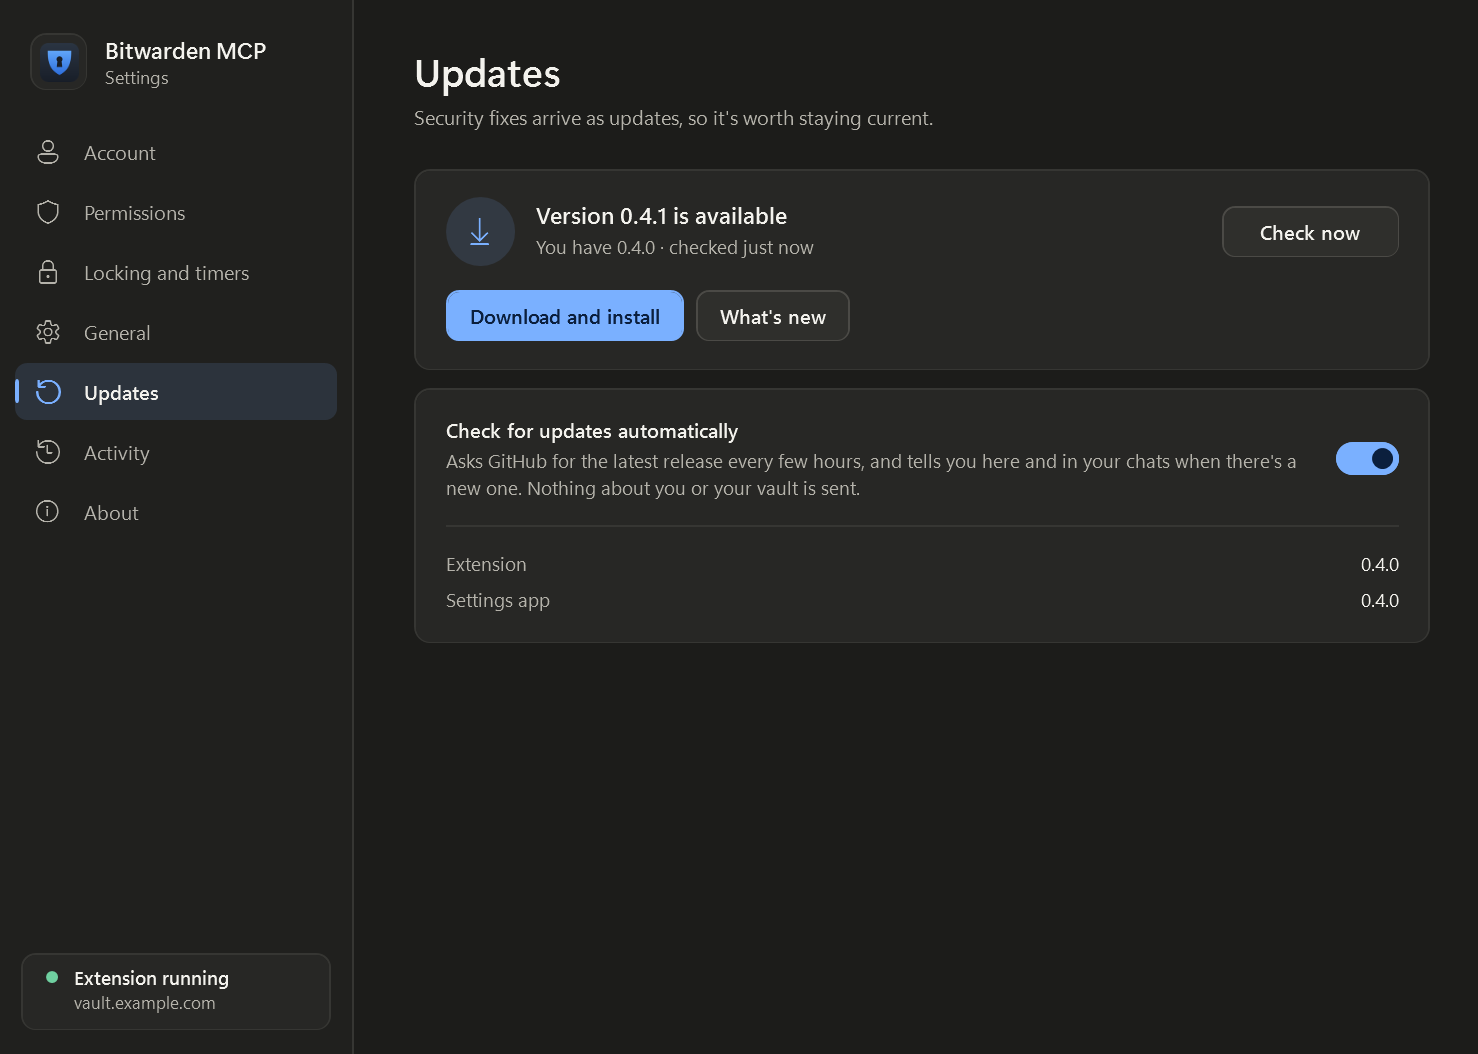 Bitwarden MCP
Settings
Account
Permissions
Locking and timers
General
Updates
Activity
About
Extension running
vault.example.com
Updates
Security fixes arrive as updates, so it's worth staying current.
Version 0.4.1 is available
You have 0.4.0 · checked just now
Check now
Download and install
What's new
Check for updates automatically
Asks GitHub for the latest release every few hours, and tells you here and in your chats when there's a
new one. Nothing about you or your vault is sent.
Extension 0.4.0
Settings app 0.4.0